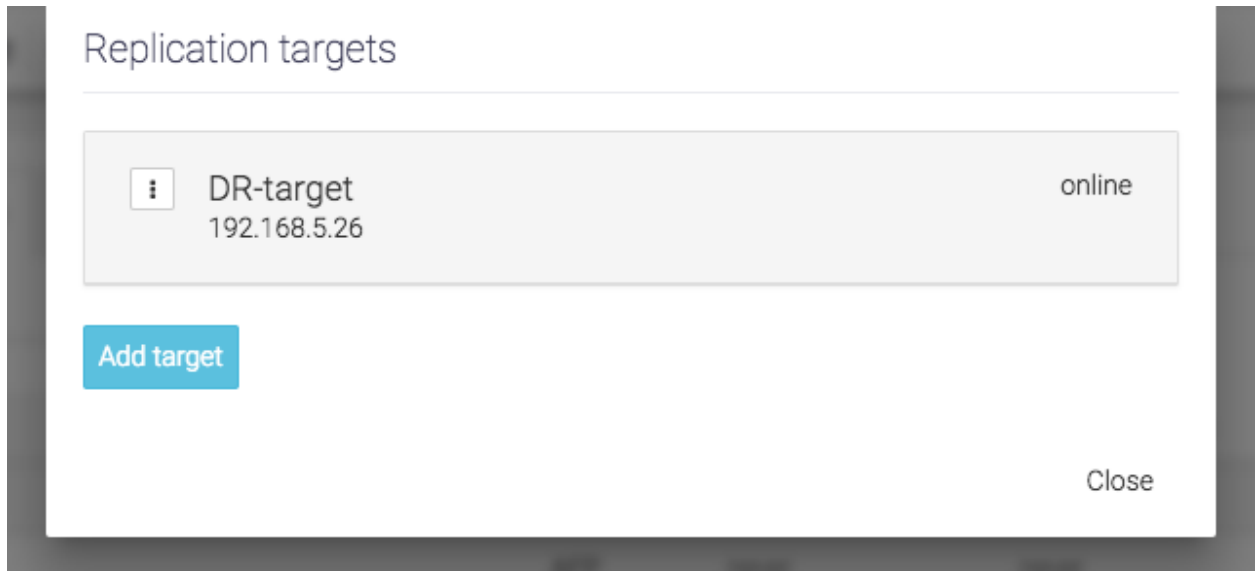 Replication targets
DR-target
online
192.168.5.26
Add target
Close